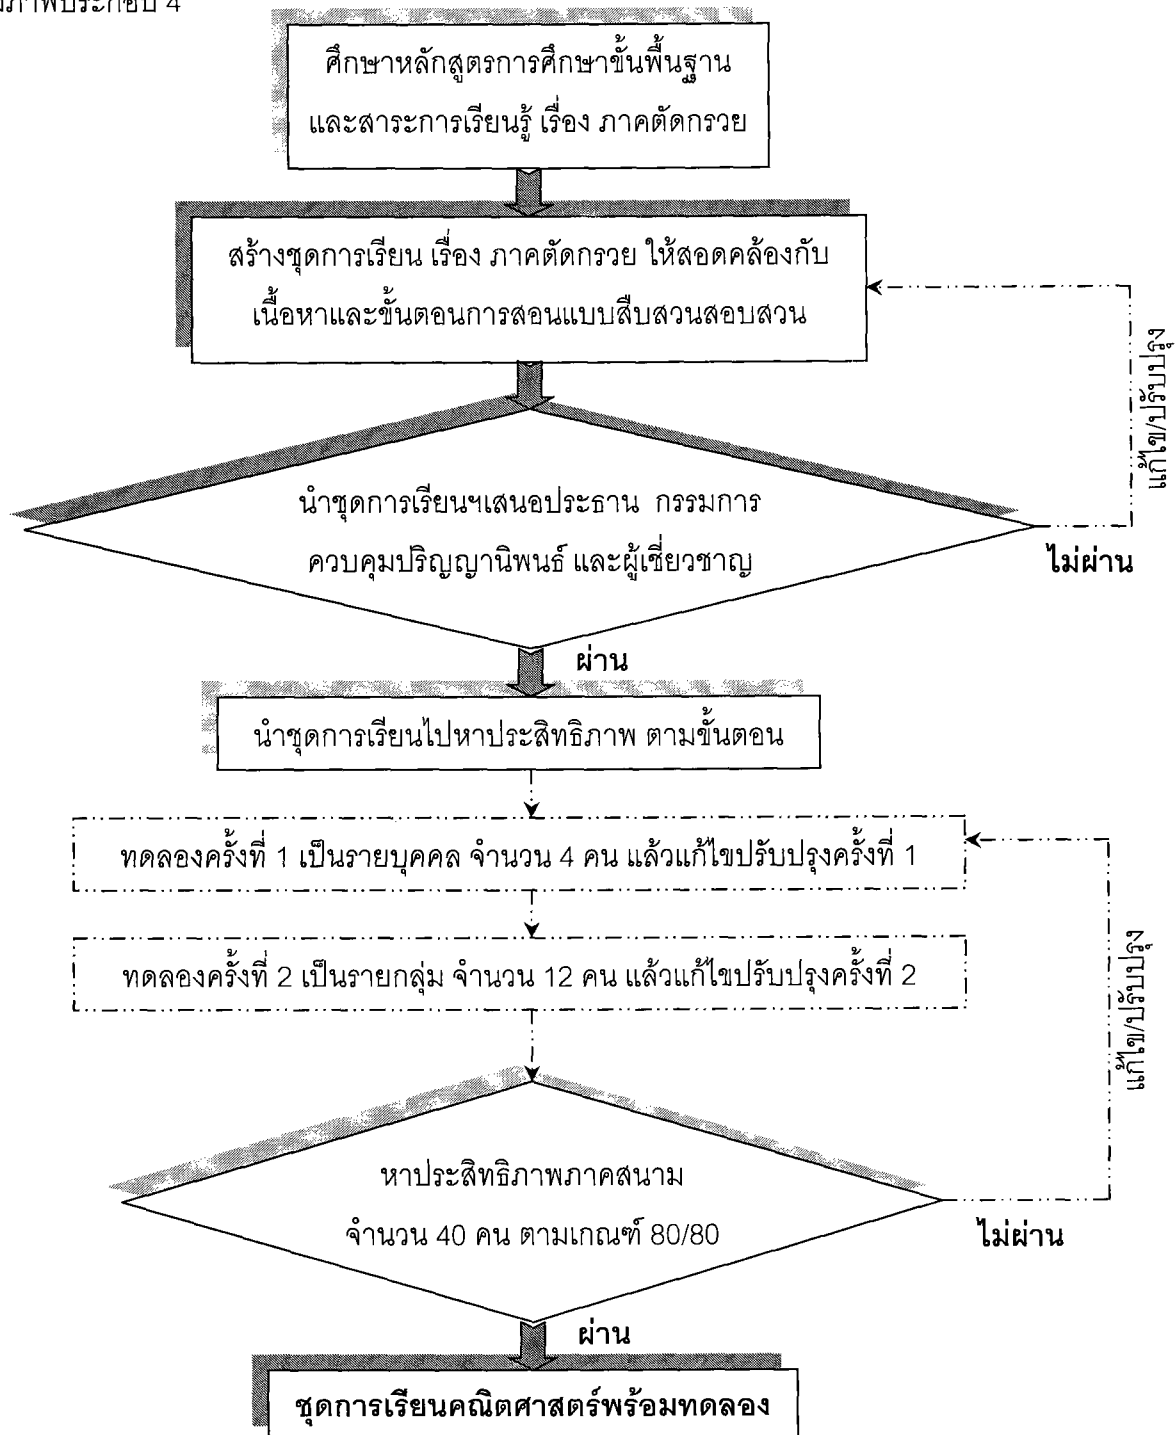 ภาพประกอบ 4
ศึกษาหลักสูตรการศึกษาขั้นพื้นฐาน
และสาระการเรียนรู้ เรื่อง ภาคตัดกรวย
สร้างชุดการเรียน เรื่อง ภาคตัดกรวย ให้สอดคล้องกับ
เนื้อหาและขั้นตอนการสอนแบบสืบสวนสอบสวน
แก้ไข/ปรับปรุง
นำชุดการเรียนฯเสนอประธาน กรรมการ
ควบคุมปริญญานิพนธ์ และผู้เชี่ยวชาญ
ไม่ผ่าน
ผ่าน
นำชุดการเรียนไปหาประสิทธิภาพ ตามขั้นตอน
ทดลองครั้งที่ 1 เป็นรายบุคคล จำนวน 4 คน แล้วแก้ไขปรับปรุงครั้งที่ 1
ทดลองครั้งที่ 2 เป็นรายกลุ่ม จำนวน 12 คน แล้วแก้ไขปรับปรุงครั้งที่ 2
แก้ไข/ปรับปรุง
หาประสิทธิภาพภาคสนาม
จำนวน 40 คน ตามเกณฑ์ 80/80
ไม่ผ่าน
ผ่าน
ชุดการเรียนคณิตศาสตร์พร้อมทดลอง